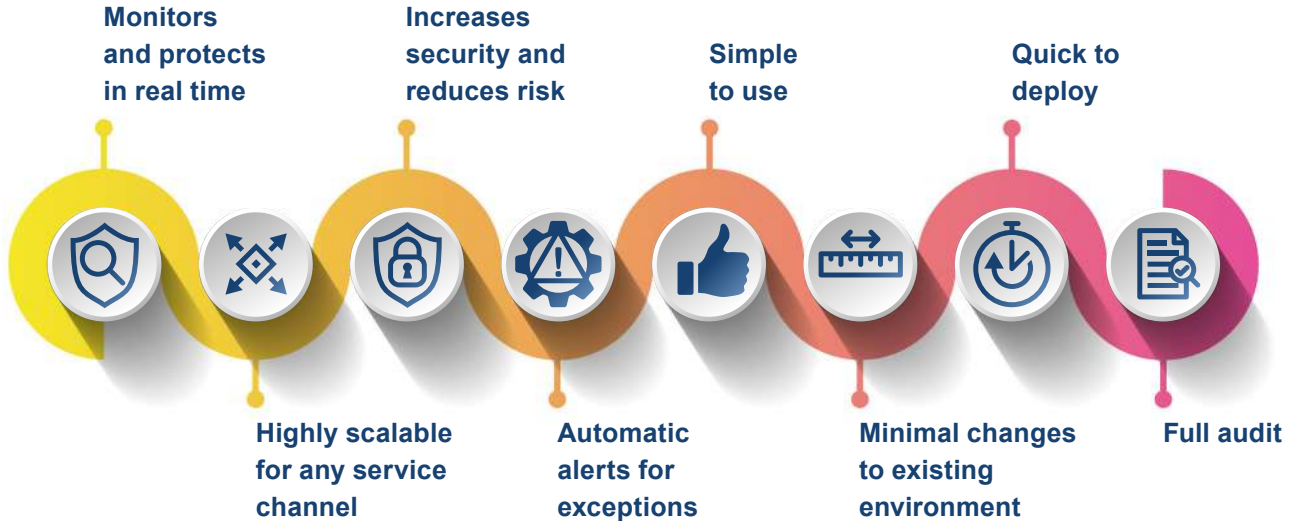 Monitors
and protects
in real time
Increases
security and
reduces risk
Simple
to use
Quick to
deploy
Highly scalable
for any service
channel
Automatic
alerts for
exceptions
Minimal changes
to existing
environment
Full audit